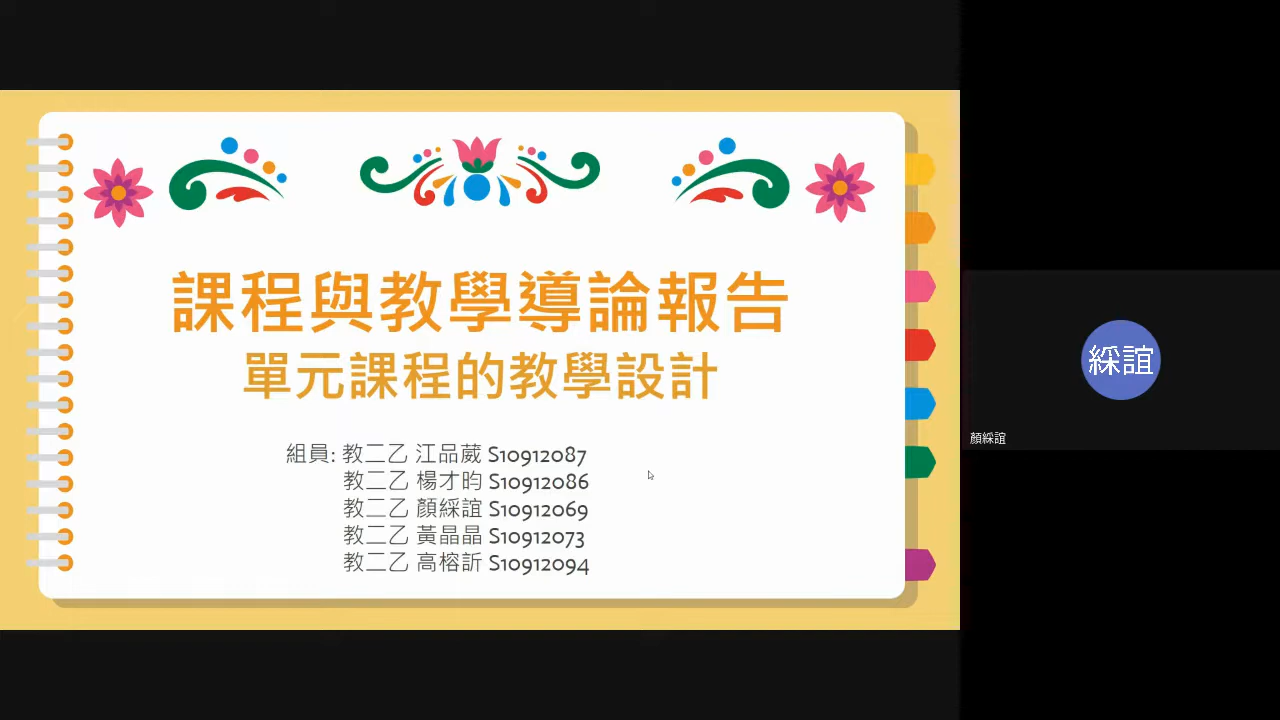 課程與教學導論報告
單元課程的教學設計
組員: 教二乙 江品葳 S10912087
教二乙 楊才昀 S10912086
教二乙 顏綵誼 S10912069
教二乙 黃晶晶 S10912073
教二乙 高榕訢 S10912094
綵誼
顏綵誼